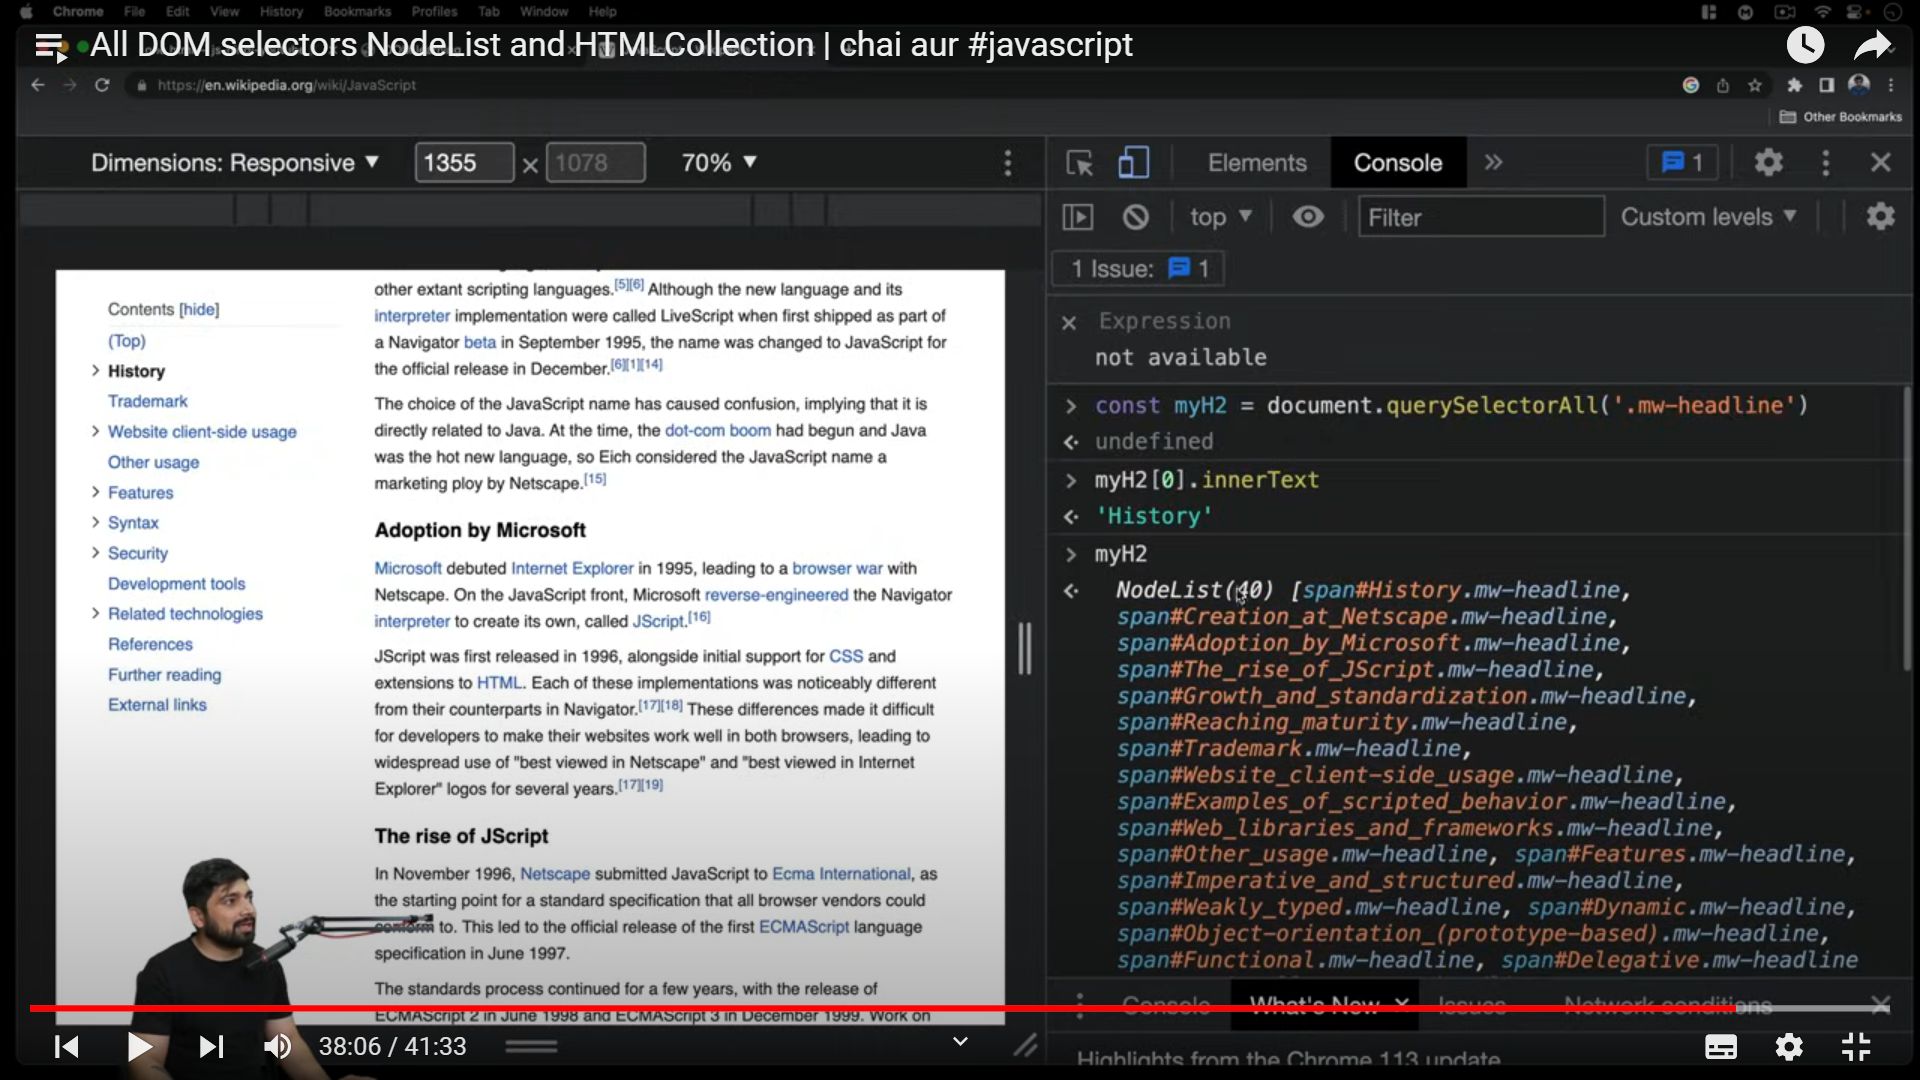 Chrome File Edit View History Bookmarks Profiles Tab Window Help
All DOM selectors NodeList and HTMLCollection | chai aur #javascript
https://en.wikipedia.org/wiki/JavaScript
Other Bookmarks
Dimensions: Responsive ▼ 1355 × 1078 70% ▼
Elements Console » 1
top ▼ Filter Custom levels ▼
1 Issue: 1
Expression
not available
> const myH2 = document.querySelectorAll('.mw-headline')
undefined
> myH2[0].innerText
'History'
> myH2
NodeList(40) [span#History.mw-headline,
span#Creation_at_Netscape.mw-headline,
span#Adoption_by_Microsoft.mw-headline,
span#The_rise_of_JScript.mw-headline,
span#Growth_and_standardization.mw-headline,
span#Reaching_maturity.mw-headline,
span#Trademark.mw-headline,
span#Website_client-side_usage.mw-headline,
span#Examples_of_scripted_behavior.mw-headline,
span#Web_libraries_and_frameworks.mw-headline,
span#Other_usage.mw-headline, span#Features.mw-headline,
span#Imperative_and_structured.mw-headline,
span#Weakly_typed.mw-headline, span#Dynamic.mw-headline,
span#Object-orientation_(prototype-based).mw-headline,
span#Functional.mw-headline, span#Delegative.mw-headline
Console What's New × Issues Network conditions
Highlights from the Chrome 113 update
Contents [hide]
(Top)
History
Trademark
Website client-side usage
Other usage
Features
Syntax
Security
Development tools
Related technologies
References
Further reading
External links
other extant scripting languages.[5][6] Although the new language and its
interpreter implementation were called LiveScript when first shipped as part of
a Navigator beta in September 1995, the name was changed to JavaScript for
the official release in December.[6][1][14]
The choice of the JavaScript name has caused confusion, implying that it is
directly related to Java. At the time, the dot-com boom had begun and Java
was the hot new language, so Eich considered the JavaScript name a
marketing ploy by Netscape.[15]
Adoption by Microsoft
Microsoft debuted Internet Explorer in 1995, leading to a browser war with
Netscape. On the JavaScript front, Microsoft reverse-engineered the Navigator
interpreter to create its own, called JScript.[16]
JScript was first released in 1996, alongside initial support for CSS and
extensions to HTML. Each of these implementations was noticeably different
from their counterparts in Navigator.[17][18] These differences made it difficult
for developers to make their websites work well in both browsers, leading to
widespread use of "best viewed in Netscape" and "best viewed in Internet
Explorer" logos for several years.[17][19]
The rise of JScript
In November 1996, Netscape submitted JavaScript to Ecma International, as
the starting point for a standard specification that all browser vendors could
conform to. This led to the official release of the first ECMAScript language
specification in June 1997.
The standards process continued for a few years, with the release of
ECMAScript 2 in June 1998 and ECMAScript 3 in December 1999. Work on
38:06 / 41:33